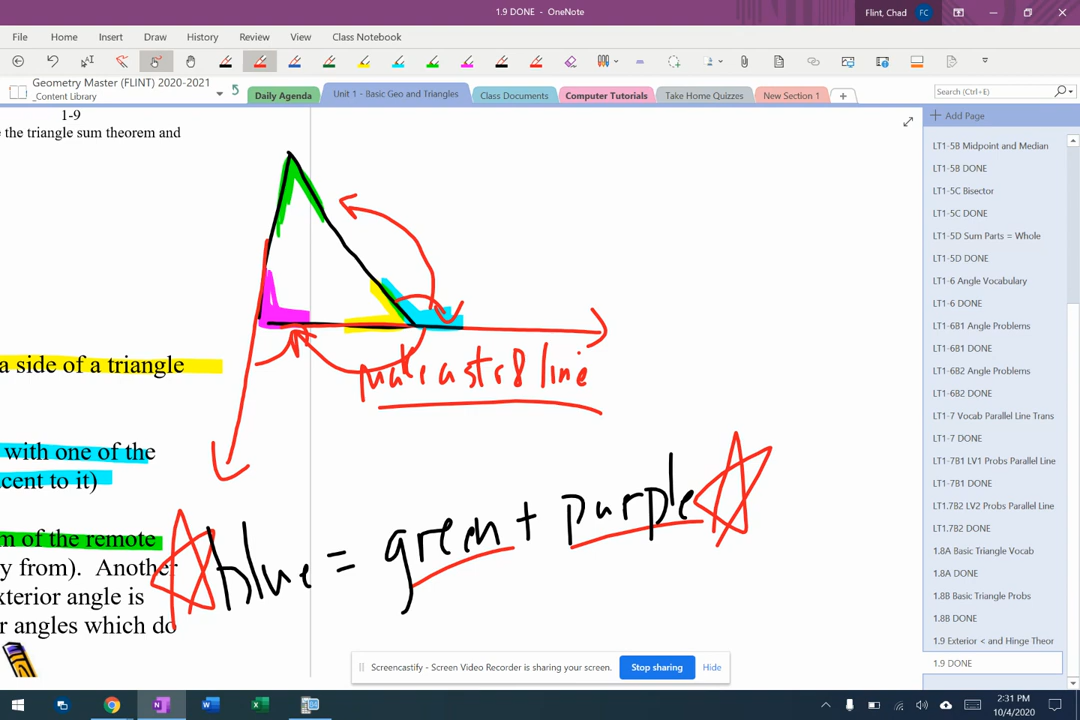 1.9 DONE - OneNote
Flint, Chad FC
File Home Insert Draw History Review View Class Notebook
Geometry Master (FLINT) 2020-2021
_Content Library
Daily Agenda Unit 1 - Basic Geo and Triangles Class Documents Computer Tutorials Take Home Quizzes New Section 1
Search (Ctrl+E)
1-9
e the triangle sum theorem and
a side of a triangle
with one of the
acent to it)
m of the remote
y from). Another
xterior angle is
r angles which do
make a str8 line
blue = green + purple
Add Page
LT1-5B Midpoint and Median
LT1-5B DONE
LT1-5C Bisector
LT1-5C DONE
LT1-5D Sum Parts = Whole
LT1-5D DONE
LT1-6 Angle Vocabulary
LT1-6 DONE
LT1-6B1 Angle Problems
LT1-6B1 DONE
LT1-6B2 Angle Problems
LT1-6B2 DONE
LT1-7 Vocab Parallel Line Trans
LT1-7 DONE
LT1-7B1 LV1 Probs Parallel Line
LT1-7B1 DONE
LT1.7B2 LV2 Probs Parallel Line
LT1.7B2 DONE
1.8A Basic Triangle Vocab
1.8A DONE
1.8B Basic Triangle Probs
1.8B DONE
1.9 Exterior < and Hinge Theor
1.9 DONE
Screencastify - Screen Video Recorder is sharing your screen. Stop sharing Hide
2:31 PM
10/4/2020